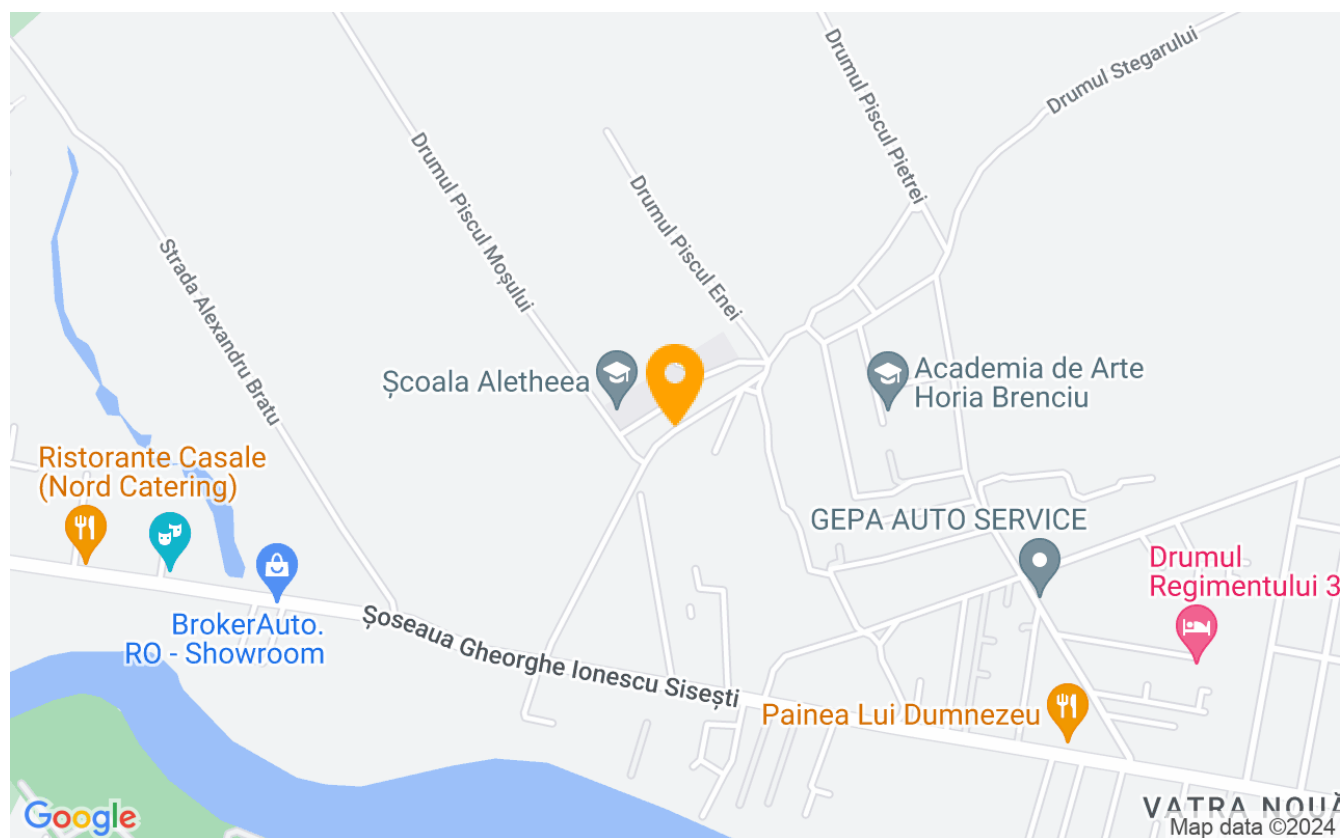 Drumul Stegarului
Drumul Piscul Pietrei
Drumul Piscul Moșului
Drumul Piscul Enei
Strada Alexandru Bratu
Școala Aletheea
Academia de Arte
Horia Brenciu
Ristorante Casale
(Nord Catering)
GEPA AUTO SERVICE
Drumul
Regimentului 3
BrokerAuto.
RO - Showroom
Șoseaua Gheorghe Ionescu Sisești
Painea Lui Dumnezeu
VATRA NOUĂ
Google
Map data ©2024